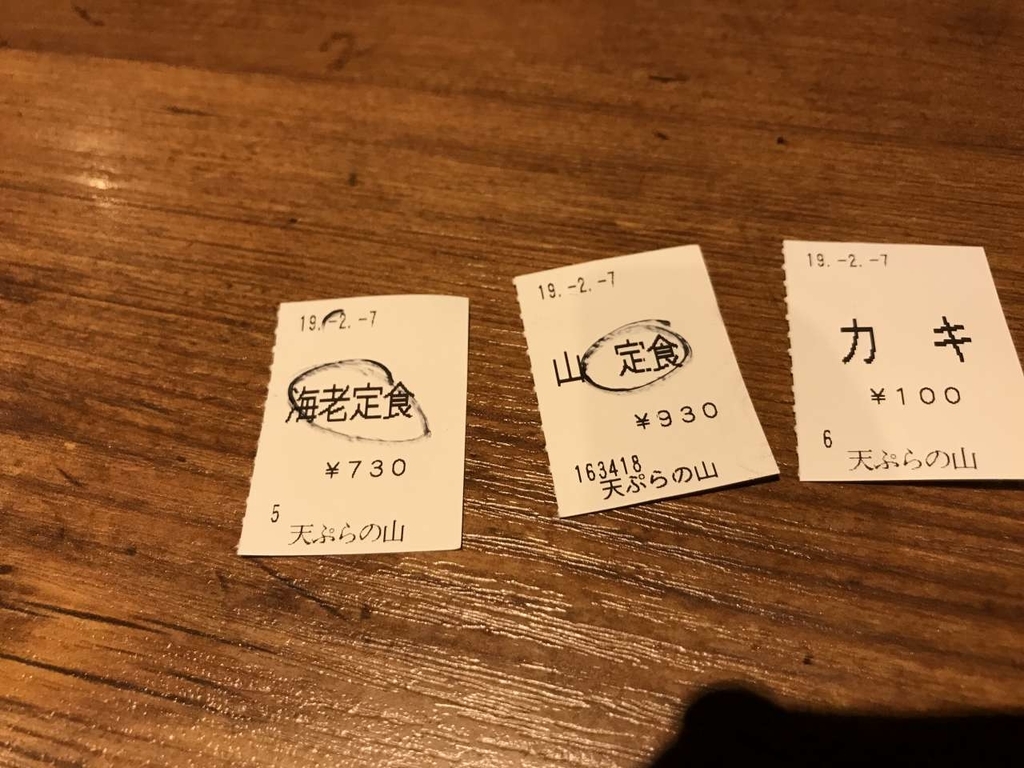 19.-2.-7
海老定食
¥730
5
天ぷらの山
19.-2.-7
山 定食
¥930
163418
天ぷらの山
19.-2.-7
カ キ
¥100
6
天ぷらの山